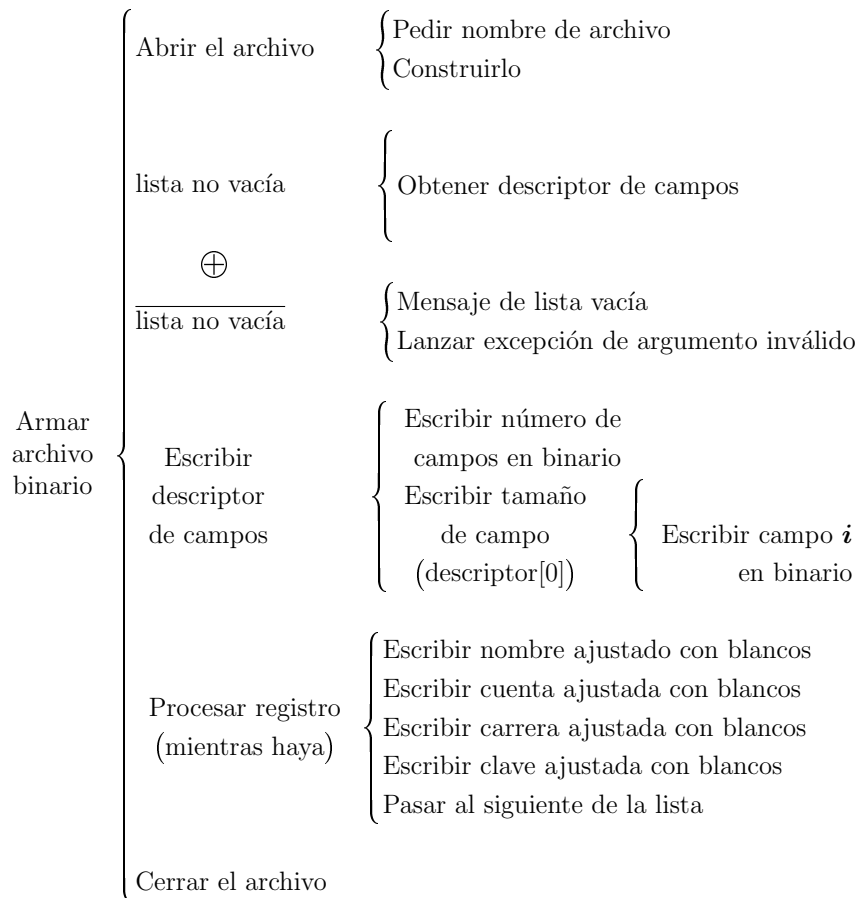 Abrir el archivo
Pedir nombre de archivo
Construirlo
lista no vacía
Obtener descriptor de campos
⊕
lista no vacía
Mensaje de lista vacía
Lanzar excepción de argumento inválido
Armar
archivo
binario
Escribir
descriptor
de campos
Escribir número de
campos en binario
Escribir tamaño
de campo
(descriptor[0])
Escribir campo i
en binario
Procesar registro
(mientras haya)
Escribir nombre ajustado con blancos
Escribir cuenta ajustada con blancos
Escribir carrera ajustada con blancos
Escribir clave ajustada con blancos
Pasar al siguiente de la lista
Cerrar el archivo